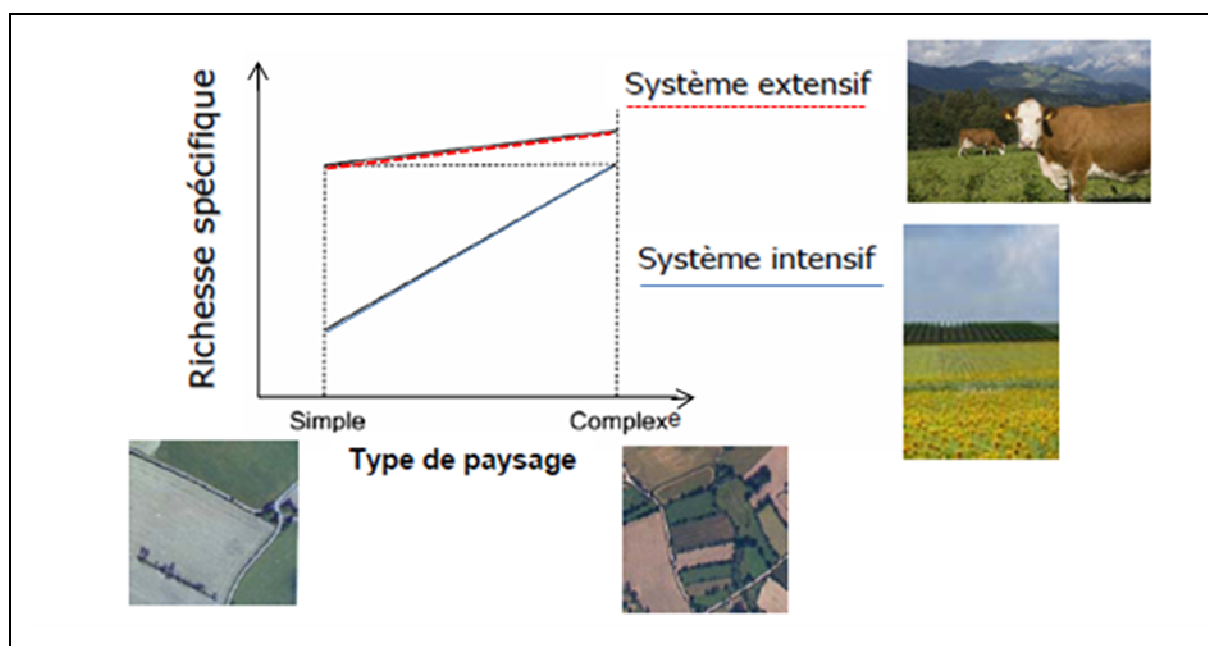 Système extensif
Richesse spécifique
Système intensif
Simple
Complexe
Type de paysage